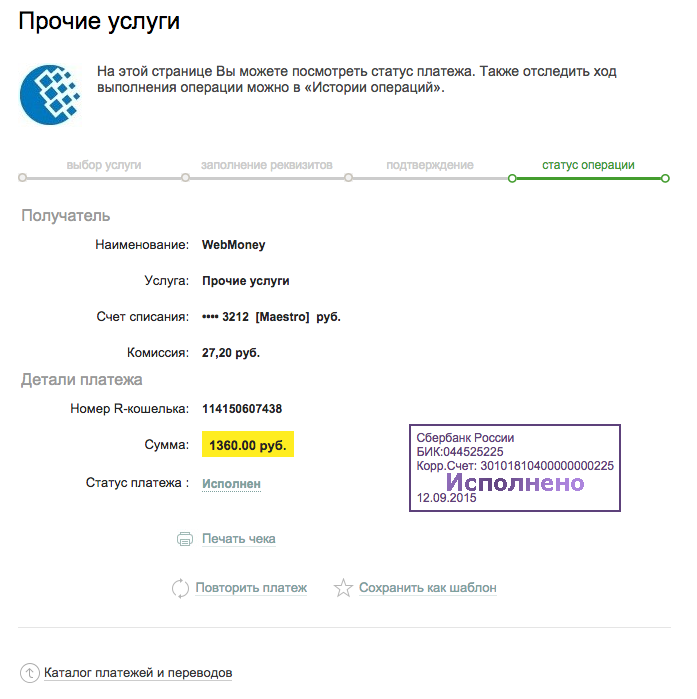 Прочие услуги
На этой странице Вы можете посмотреть статус платежа. Также отследить ход
выполнения операции можно в «Истории операций».
выбор услуги
заполнение реквизитов
подтверждение
статус операции
Получатель
Наименование: WebMoney
Услуга: Прочие услуги
Счет списания: •••• 3212 [Maestro] руб.
Комиссия: 27,20 руб.
Детали платежа
Номер R-кошелька: 114150607438
Сумма: 1360.00 руб.
Статус платежа : Исполнен
Сбербанк России
БИК:044525225
Корр.Счет: 30101810400000000225
Исполнено
12.09.2015
Печать чека
Повторить платеж
Сохранить как шаблон
Каталог платежей и переводов